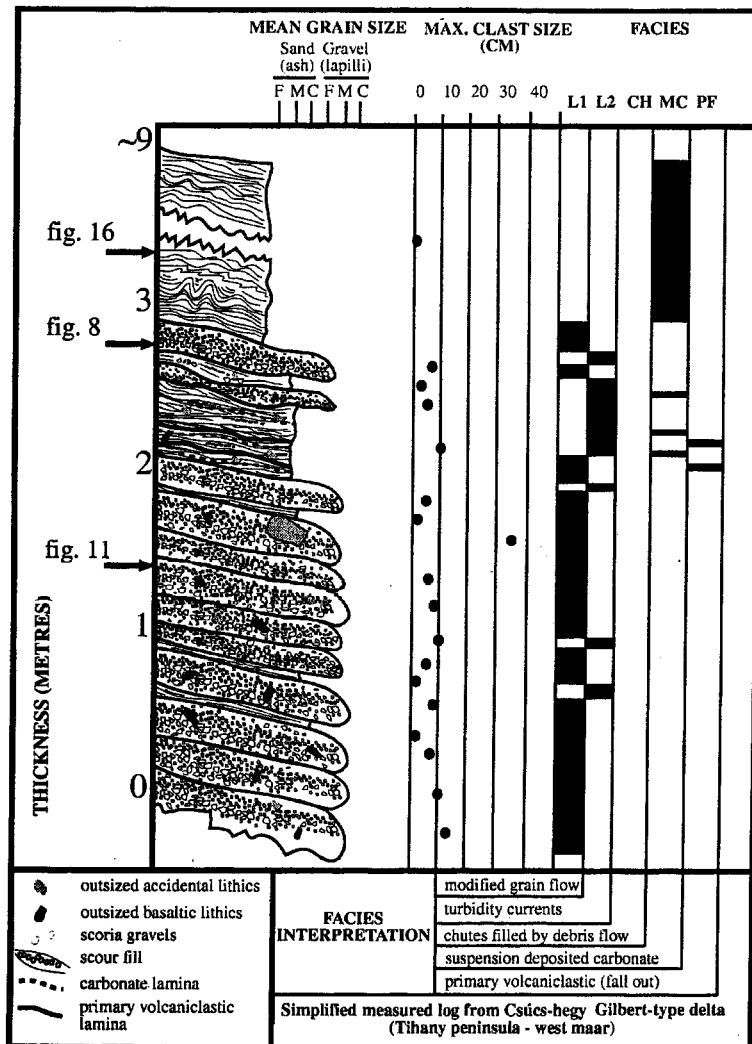 MEAN GRAIN SIZE
MAX. CLAST SIZE
(CM)
FACIES
Sand
(ash)
Gravel
(lapilli)
F M C F M C
0 10 20 30 40
L1 L2 CH MC PF
~9
fig. 16
3
fig. 8
2
fig. 11
1
0
THICKNESS (METRES)
outsized accidental lithics
outsized basaltic lithics
scoria gravels
scour fill
carbonate lamina
primary volcaniclastic
lamina
FACIES
INTERPRETATION
modified grain flow
turbidity currents
chutes filled by debris flow
suspension deposited carbonate
primary volcaniclastic (fall out)
Simplified measured log from Csúcs-hegy Gilbert-type delta
(Tihany peninsula - west maar)